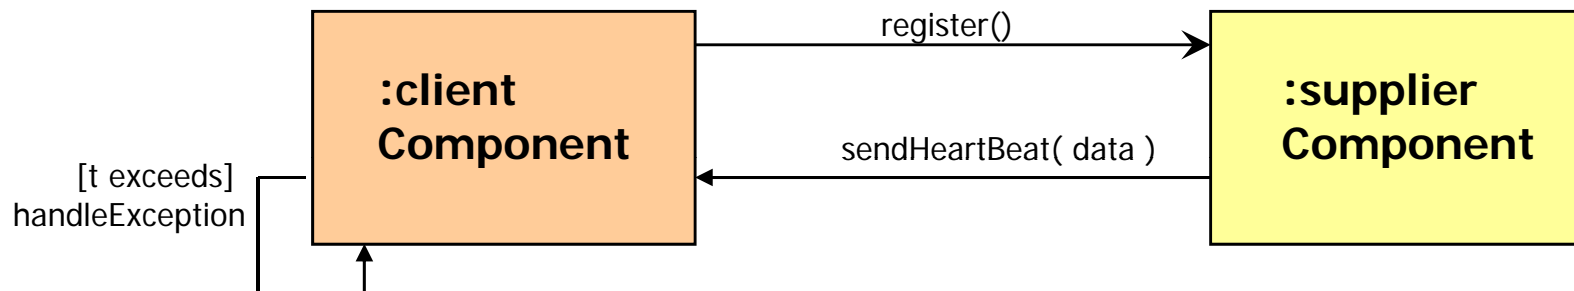 register()
:client
Component
:supplier
Component
sendHeartBeat( data )
[t exceeds]
handleException